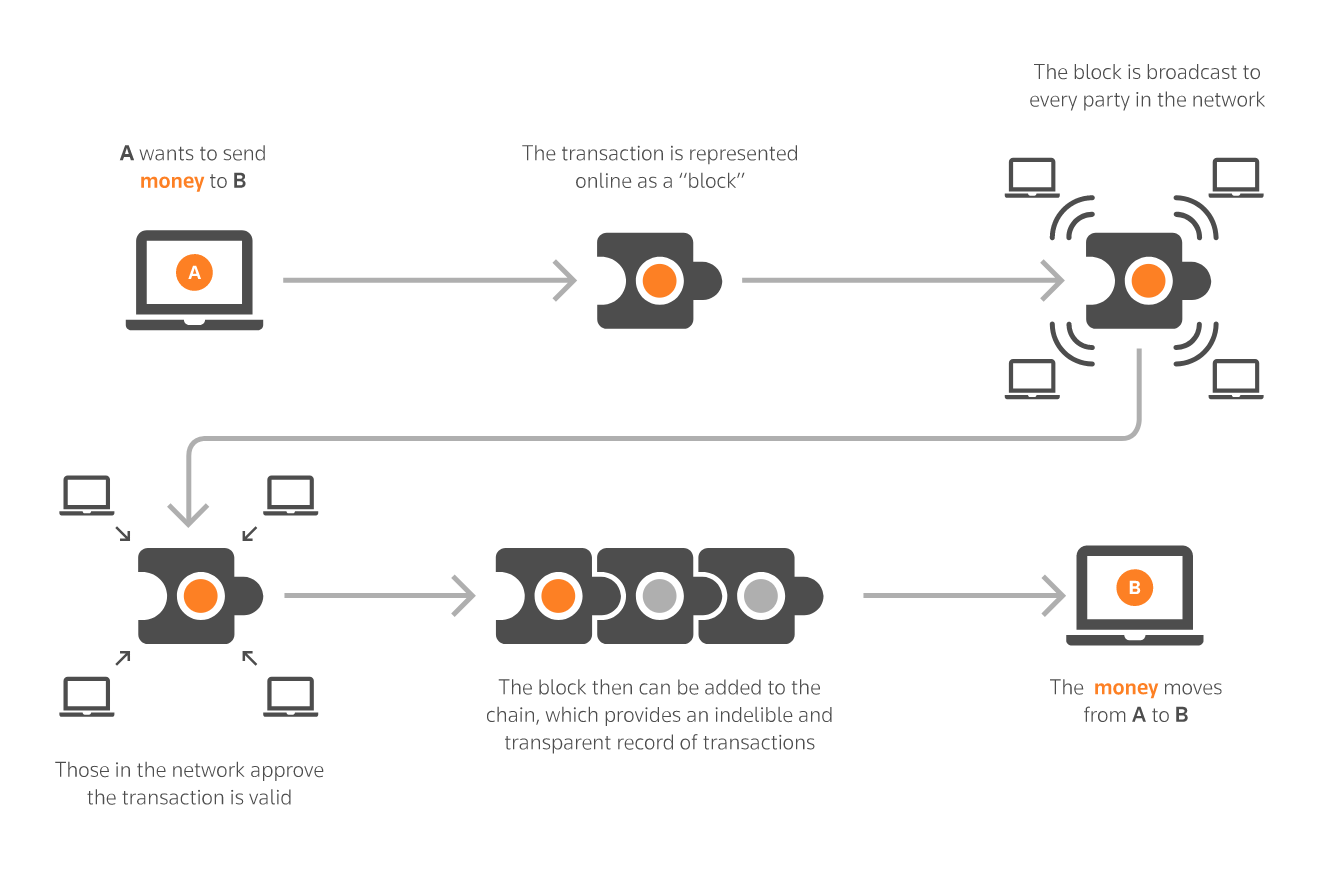 The block is broadcast to
every party in the network
A wants to send
money to B
The transaction is represented
online as a “block”
A
Those in the network approve
the transaction is valid
The block then can be added to the
chain, which provides an indelible and
transparent record of transactions
B
The money moves
from A to B